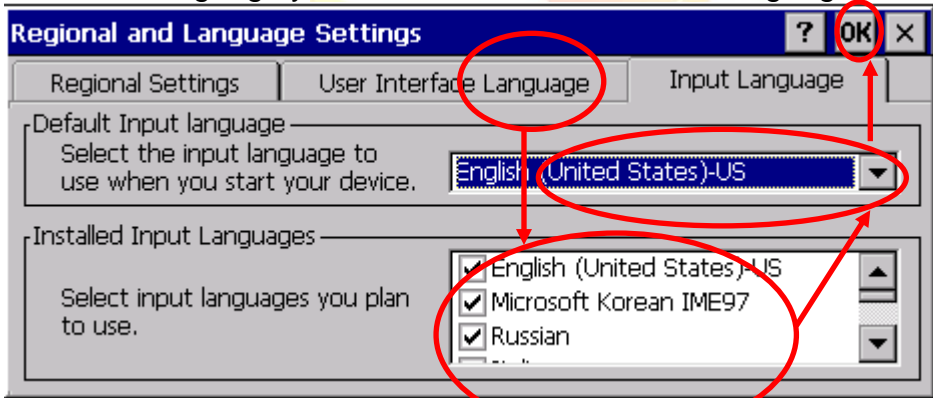 Regional and Language Settings ? OK ×
Regional Settings User Interface Language Input Language
Default Input language
Select the input language to
use when you start your device.
English (United States)-US
Installed Input Languages
Select input languages you plan
to use.
English (United States)-US
Microsoft Korean IME97
Russian